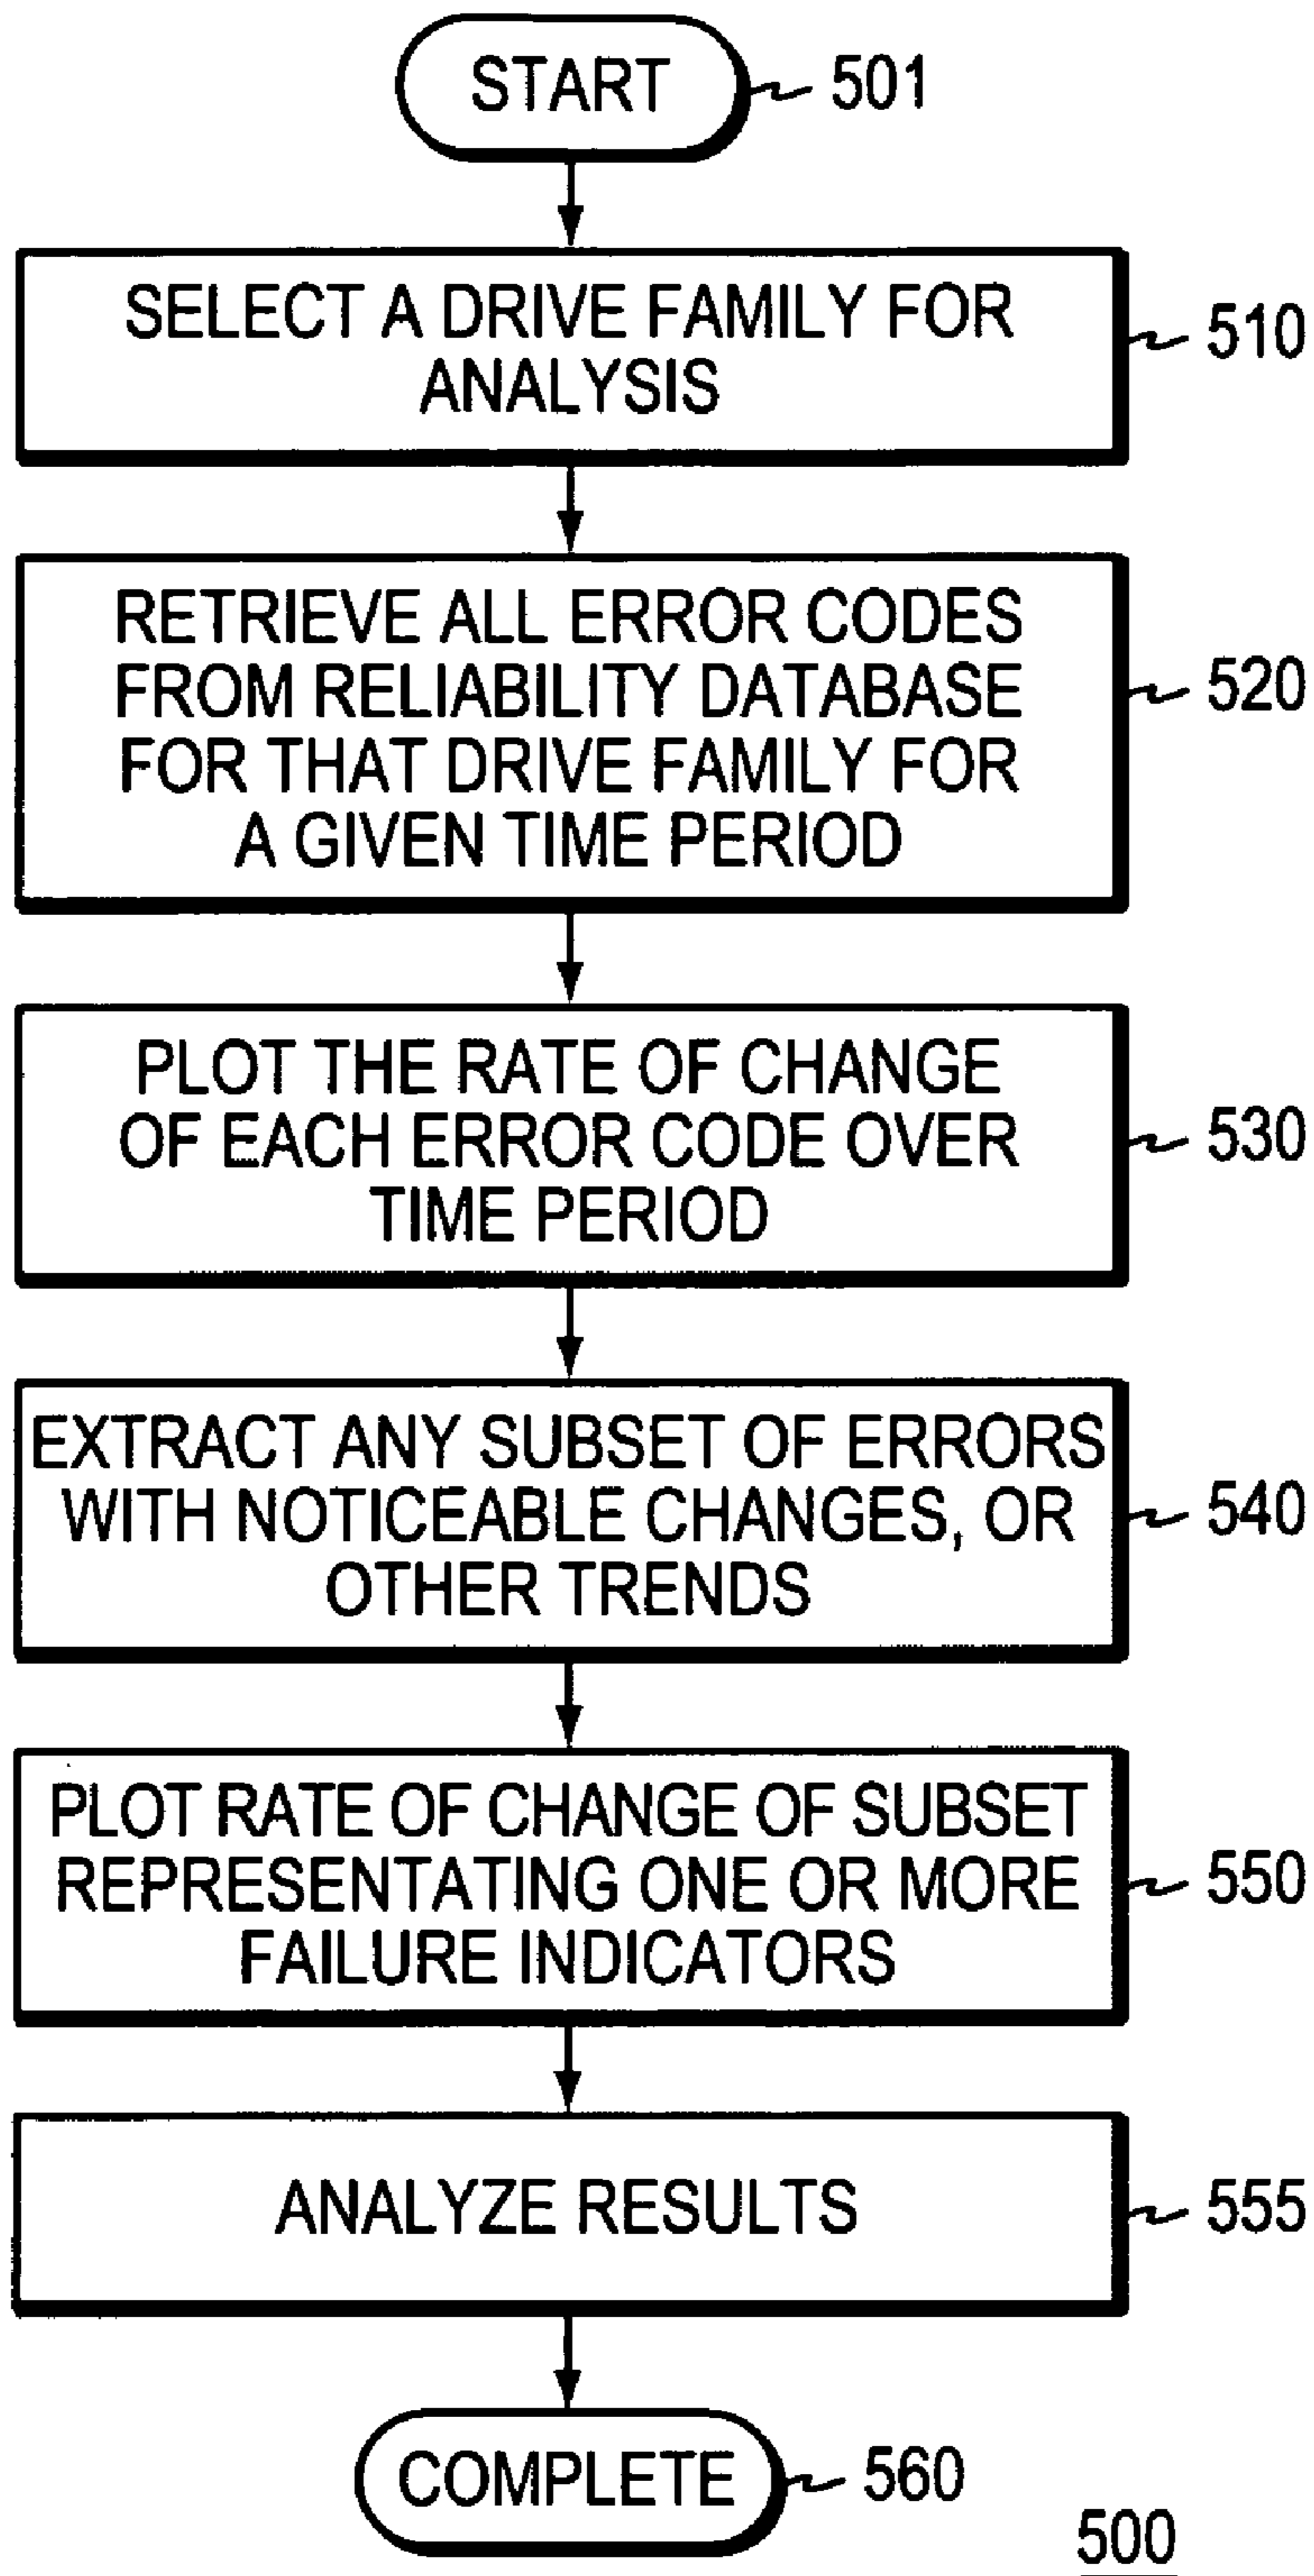 START
501
SELECT A DRIVE FAMILY FOR
ANALYSIS
510
RETRIEVE ALL ERROR CODES
FROM RELIABILITY DATABASE
FOR THAT DRIVE FAMILY FOR
A GIVEN TIME PERIOD
520
PLOT THE RATE OF CHANGE
OF EACH ERROR CODE OVER
TIME PERIOD
530
EXTRACT ANY SUBSET OF ERRORS
WITH NOTICEABLE CHANGES, OR
OTHER TRENDS
540
PLOT RATE OF CHANGE OF SUBSET
REPRESENTATING ONE OR MORE
FAILURE INDICATORS
550
ANALYZE RESULTS
555
COMPLETE
560
500